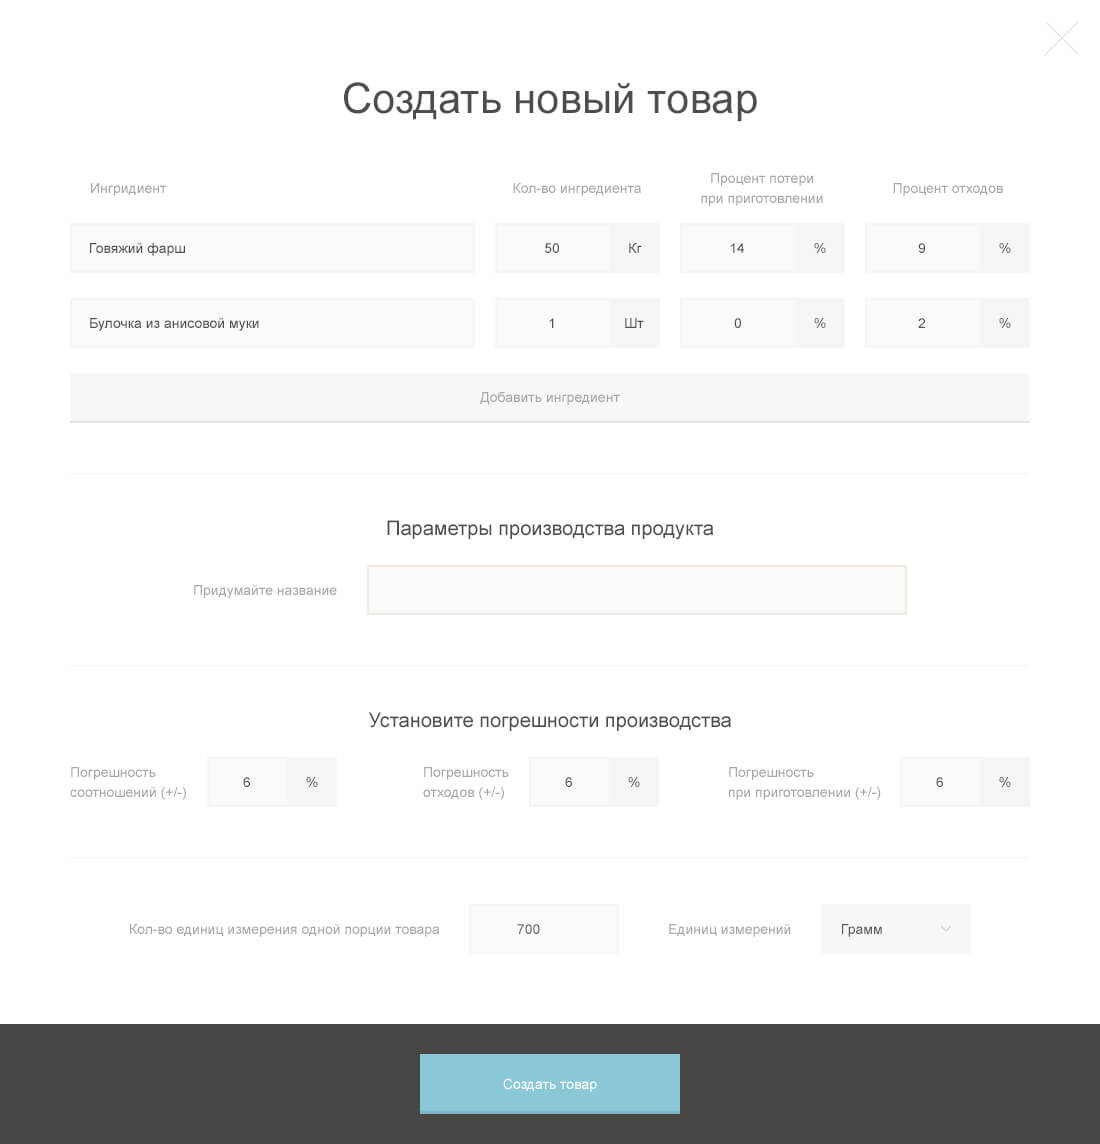 Создать новый товар
Ингридиент
Кол-во ингредиента
Процент потери
при приготовлении
Процент отходов
Говяжий фарш
50 Кг
14 %
9 %
Булочка из анисовой муки
1 Шт
0 %
2 %
Добавить ингредиент
Параметры производства продукта
Придумайте название
Установите погрешности производства
Погрешность
соотношений (+/-)
6 %
Погрешность
отходов (+/-)
6 %
Погрешность
при приготовлении (+/-)
6 %
Кол-во единиц измерения одной порции товара
700
Единиц измерений
Грамм
Создать товар